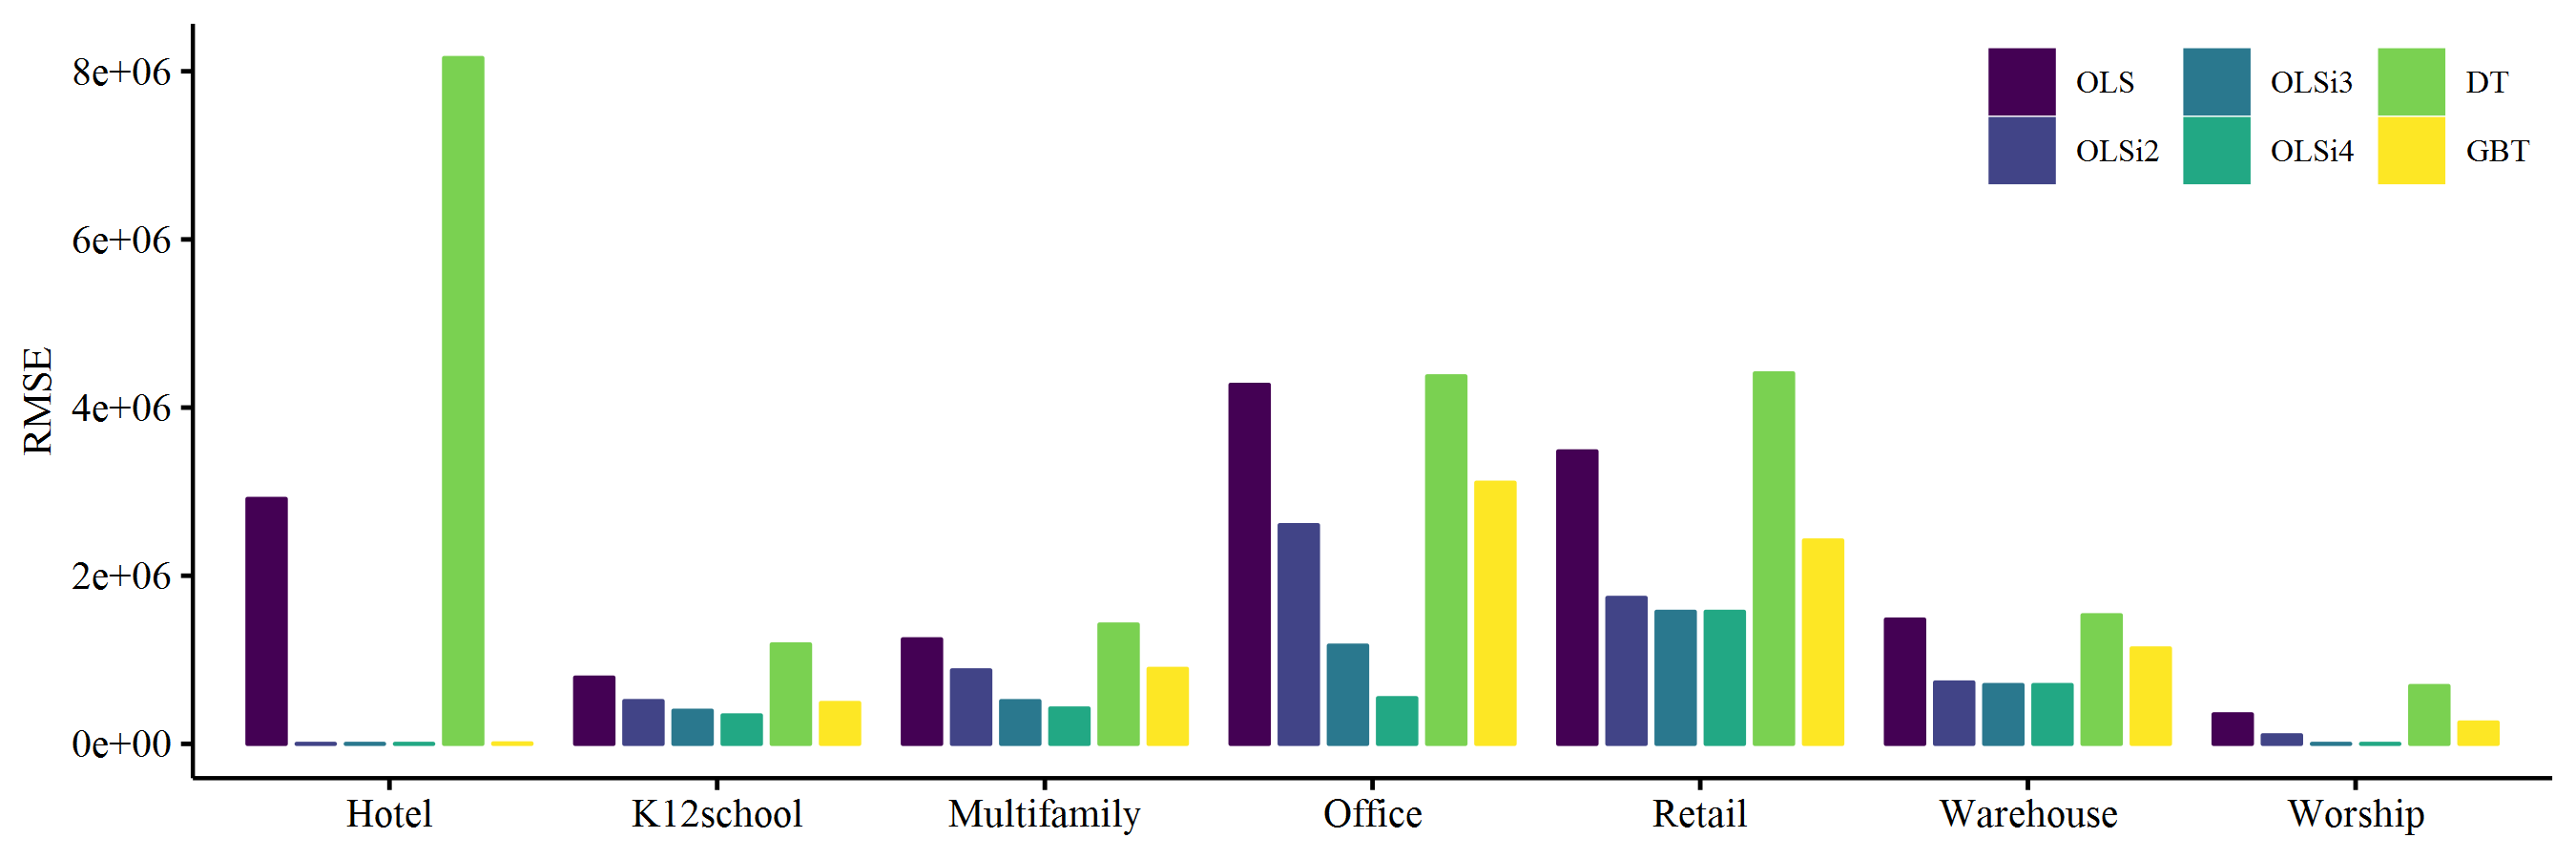 8e+06
6e+06
4e+06
2e+06
0e+00
RMSE
OLS
OLSi2
OLSi3
OLSi4
DT
GBT
Hotel
K12school
Multifamily
Office
Retail
Warehouse
Worship